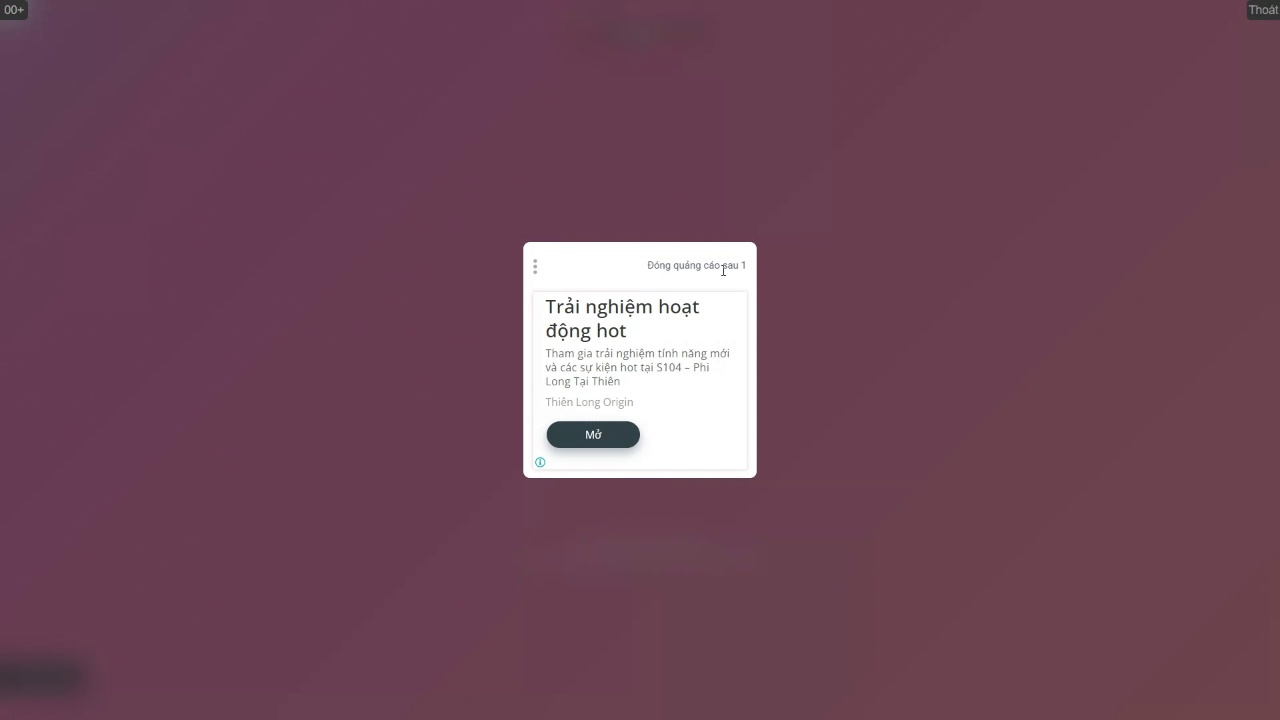 00+
Thoát
Đóng quảng cáo sau 1
Trải nghiệm hoạt
động hot
Tham gia trải nghiệm tính năng mới
và các sự kiện hot tại S104 – Phi
Long Tại Thiên
Thiên Long Origin
Mở